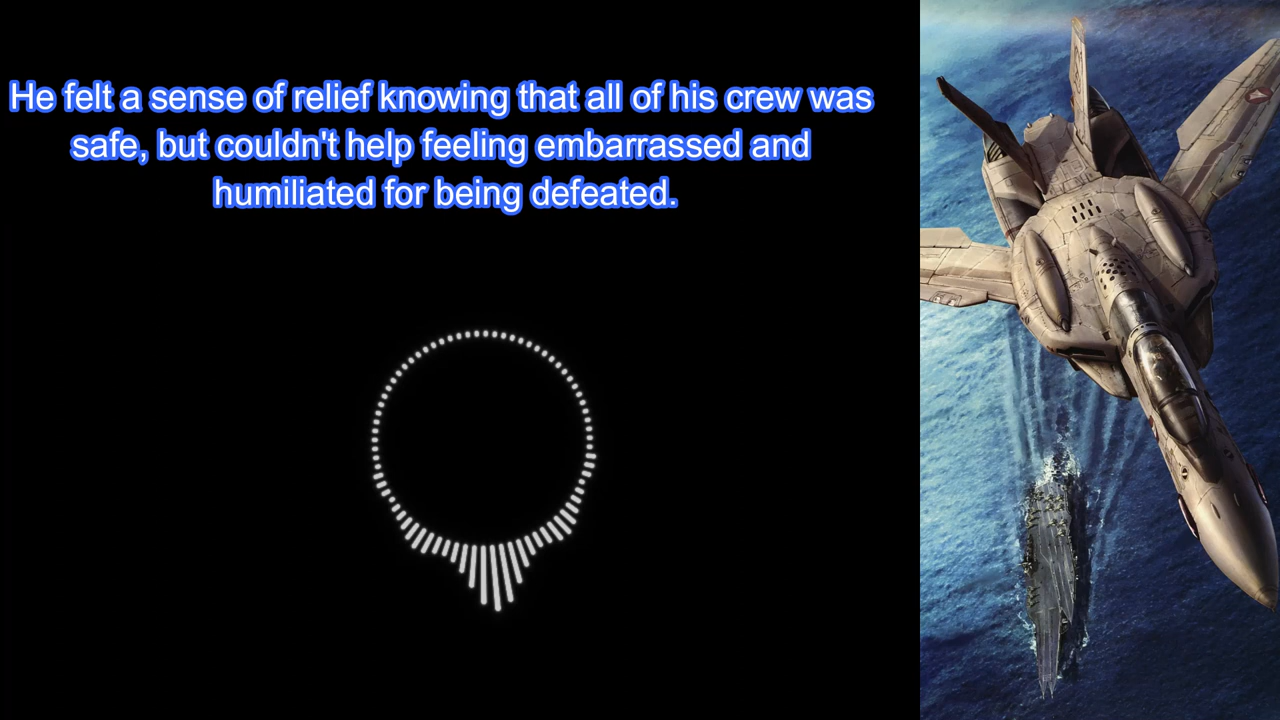 He felt a sense of relief knowing that all of his crew was
safe, but couldn't help feeling embarrassed and
humiliated for being defeated.